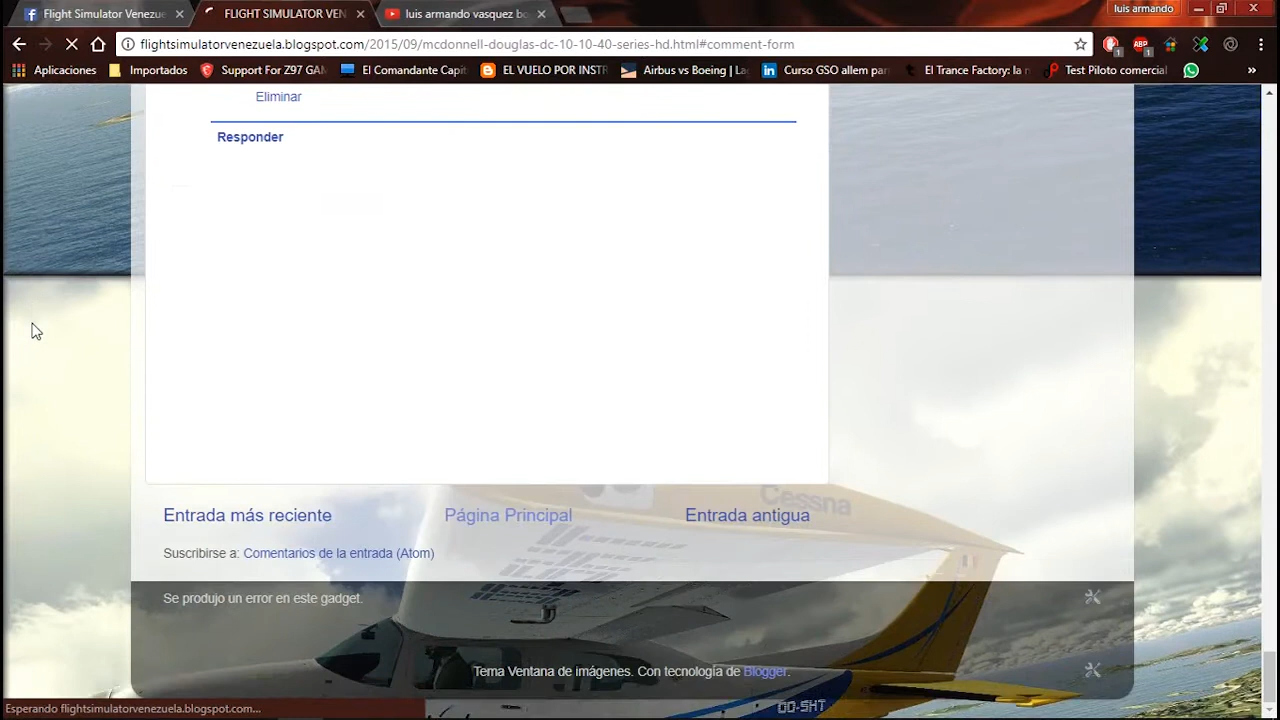 Flight Simulator Venezue
FLIGHT SIMULATOR VEN
luis armando vasquez bo
luis armando
flightsimulatorvenezuela.blogspot.com/2015/09/mcdonnell-douglas-dc-10-10-40-series-hd.html#comment-form
Aplicaciones
Importados
Support For Z97 GAM
El Comandante Capit
EL VUELO POR INSTR
Airbus vs Boeing | Lag
Curso GSO allem par
El Trance Factory: la r
Test Piloto comercial
»
Eliminar
Responder
Cessna
Entrada más reciente
Página Principal
Entrada antigua
Suscribirse a: Comentarios de la entrada (Atom)
Se produjo un error en este gadget.
Tema Ventana de imágenes. Con tecnología de Blogger.
OO-SHT
Esperando flightsimulatorvenezuela.blogspot.com...